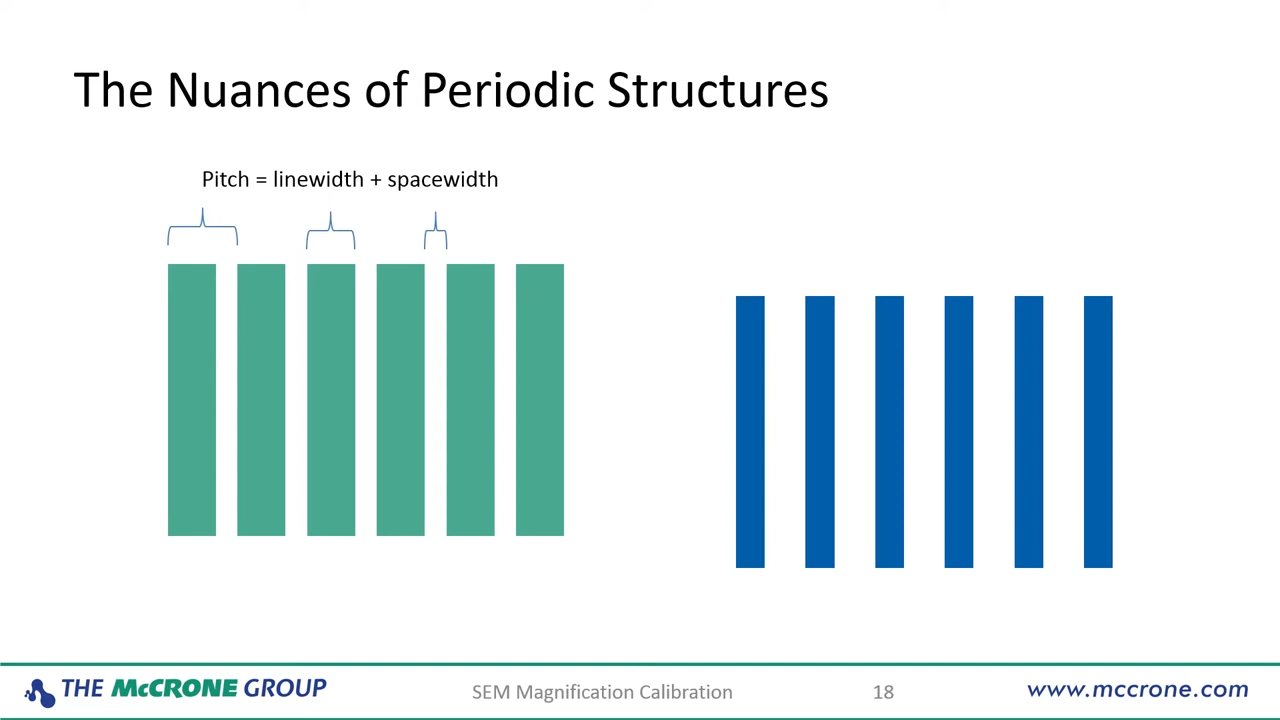 The Nuances of Periodic Structures
Pitch = linewidth + spacewidth
THE McCRONE GROUP
SEM Magnification Calibration
18
www.mccrone.com